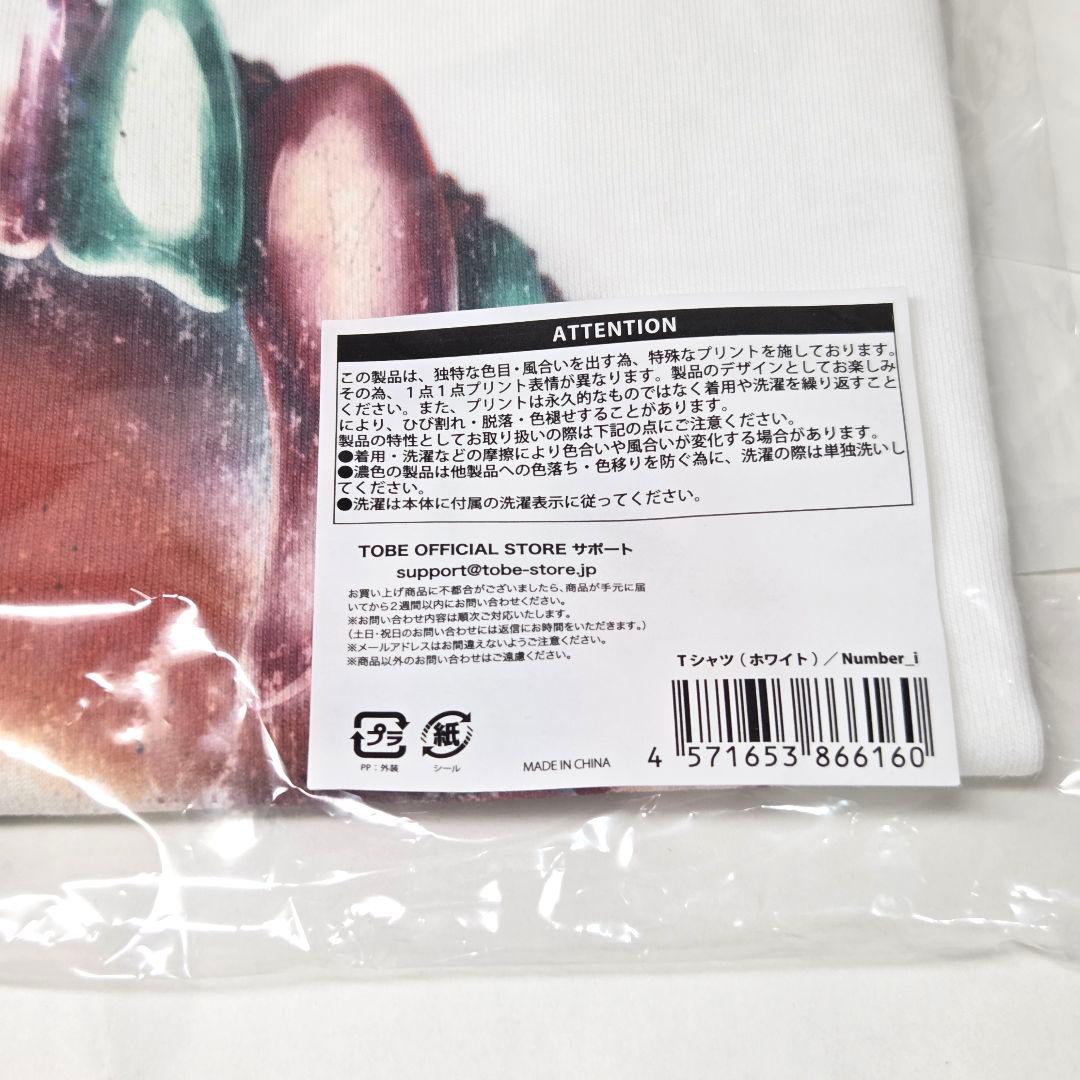 ATTENTION
この製品は、独特な色目・風合いを出す為、特殊なプリントを施しております。
その為、1点1点プリント表情が異なります。製品のデザインとしてお楽しみ
ください。また、プリントは永久的なものではなく着用や洗濯を繰り返すこと
により、ひび割れ・脱落・色褪せすることがあります。
製品の特性としてお取り扱いの際は下記の点にご注意ください。
●着用・洗濯などの摩擦により色合いや風合いが変化する場合があります。
●濃色の製品は他製品への色落ち・色移りを防ぐ為に、洗濯の際は単独洗いし
てください。
●洗濯は本体に付属の洗濯表示に従ってください。
TOBE OFFICIAL STORE サポート
support@tobe-store.jp
お買い上げ商品に不都合がございましたら、商品が手元に届
いてから2週間以内にお問い合わせください。
※お問い合わせ内容は順次ご対応いたします。
(土日・祝日のお問い合わせには返信にお時間をいただきます。)
※メールアドレスはお間違えないようご注意ください。
※商品以外のお問い合わせはご遠慮ください。
Tシャツ(ホワイト)/Number_i
プラ
PP:外装
紙
シール
MADE IN CHINA
4 571653 866160